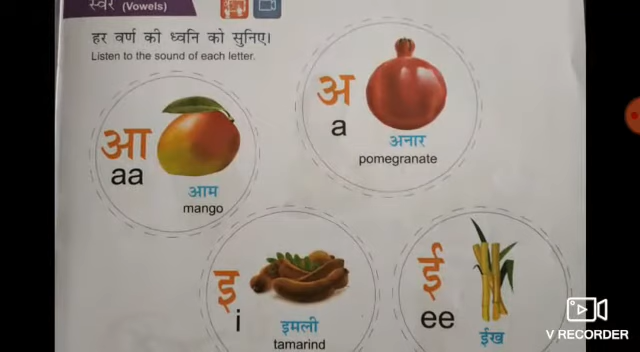 स्वर (Vowels)
हर वर्ण की ध्वनि को सुनिए।
Listen to the sound of each letter.
अ
a
अनार
pomegranate
आ
aa
आम
mango
इ
i
इमली
tamarind
ई
ee
ईख
V RECORDER